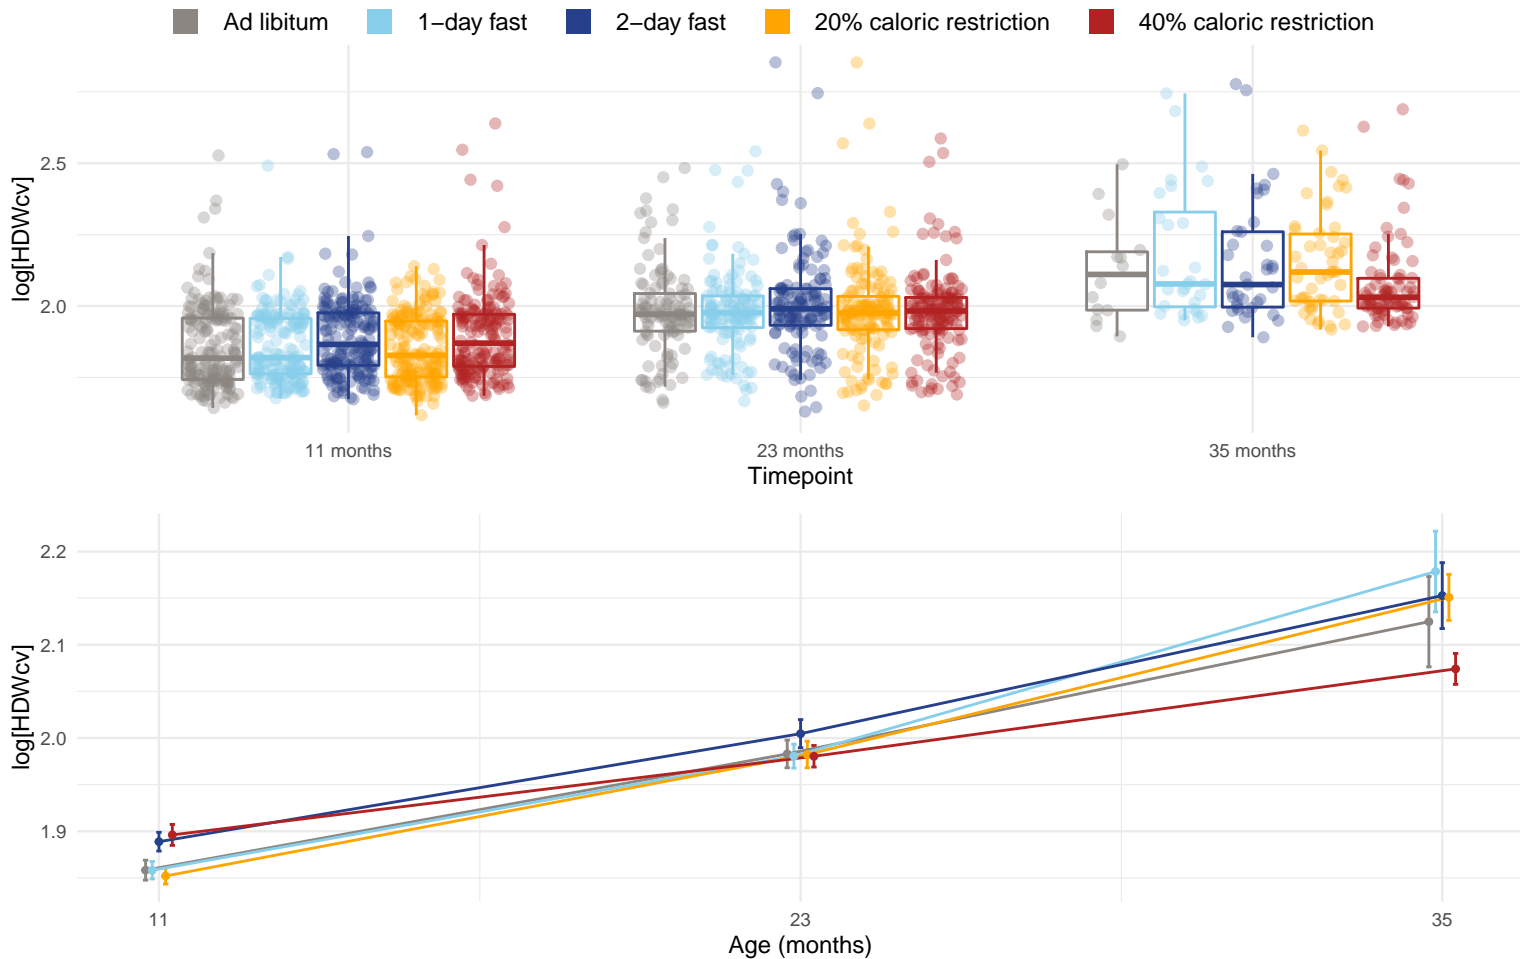 Ad libitum 1−day fast 2−day fast 20% caloric restriction 40% caloric restriction
log[HDWcv]
2.5
2.0
11 months 23 months 35 months
Timepoint
log[HDWcv]
2.2
2.1
2.0
1.9
11 23 35
Age (months)